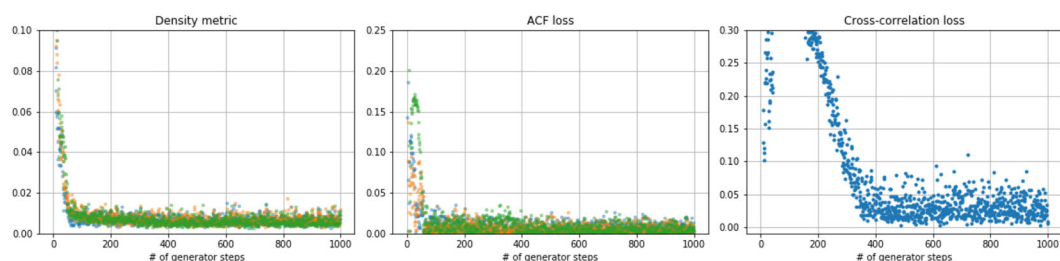 Density metric
0.10
0.08
0.06
0.04
0.02
0.00
0 200 400 600 800 1000
# of generator steps
ACF loss
0.25
0.20
0.15
0.10
0.05
0.00
0 200 400 600 800 1000
# of generator steps
Cross-correlation loss
0.30
0.25
0.20
0.15
0.10
0.05
0.00
0 200 400 600 800 1000
# of generator steps